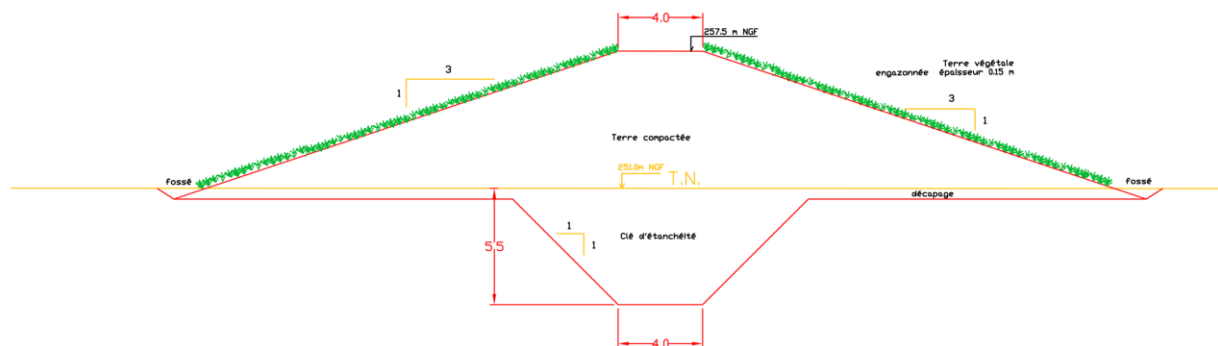 4.0
257.5 m NGF
Terre végétale
engazonnée épaisseur 0.15 m
3
1
3
1
Terre compactée
251.0m NGF
T.N.
fossé
fossé
décapage
5.5
1
1
Clé d'étanchéité
4.0